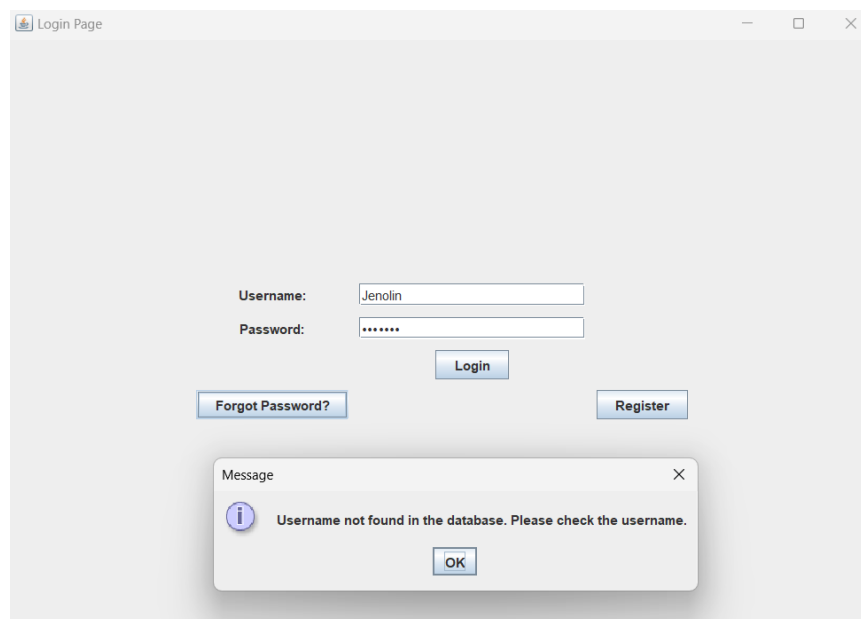 Login Page
Username: Jenolin
Password: •••••••
Login
Forgot Password? Register
Message
Username not found in the database. Please check the username.
OK